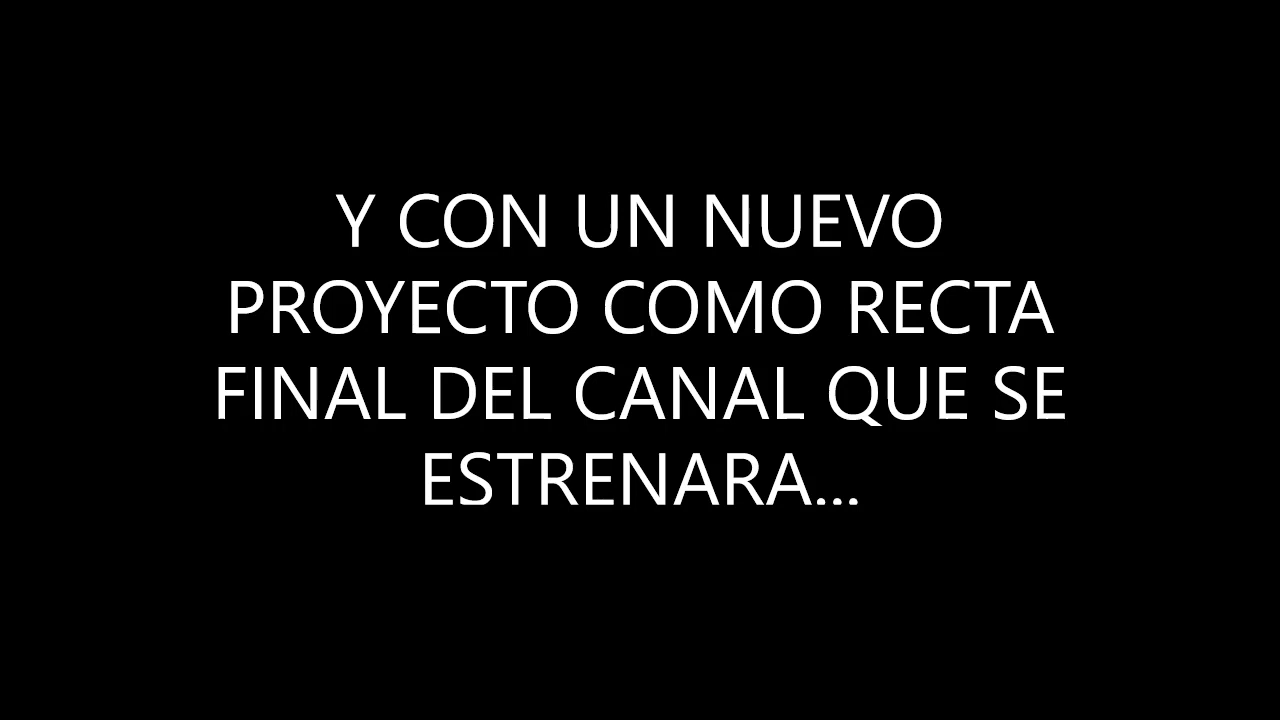 Y CON UN NUEVO
PROYECTO COMO RECTA
FINAL DEL CANAL QUE SE
ESTRENARA...